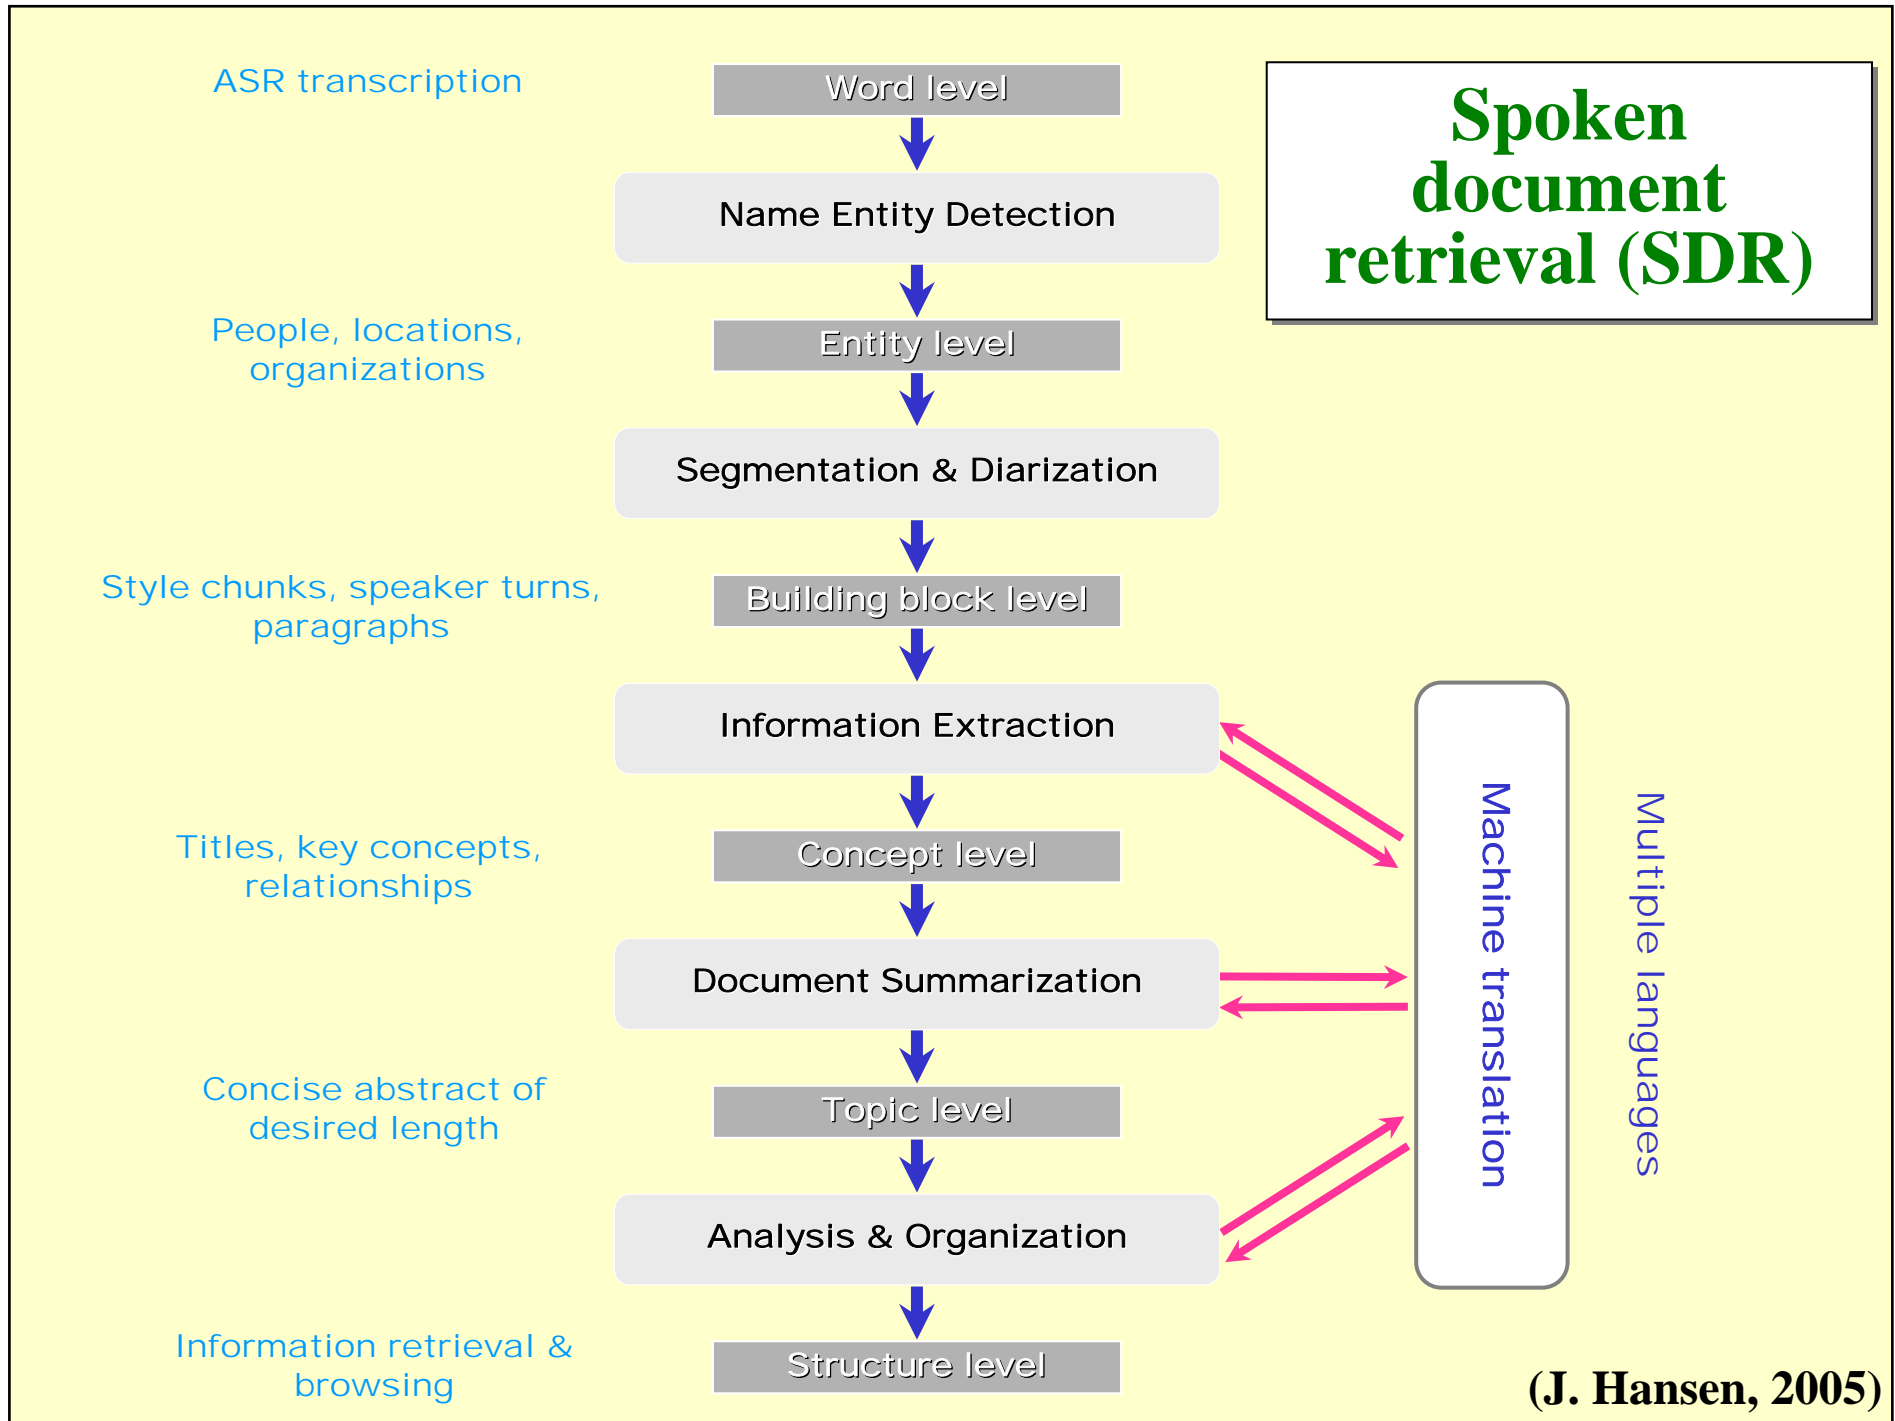 ASR transcription
Word level
Spoken
document
retrieval (SDR)
Name Entity Detection
People, locations,
organizations
Entity level
Segmentation & Diarization
Style chunks, speaker turns,
paragraphs
Building block level
Information Extraction
Titles, key concepts,
relationships
Concept level
Document Summarization
Concise abstract of
desired length
Topic level
Analysis & Organization
Information retrieval &
browsing
Structure level
Machine translation
Multiple languages
(J. Hansen, 2005)